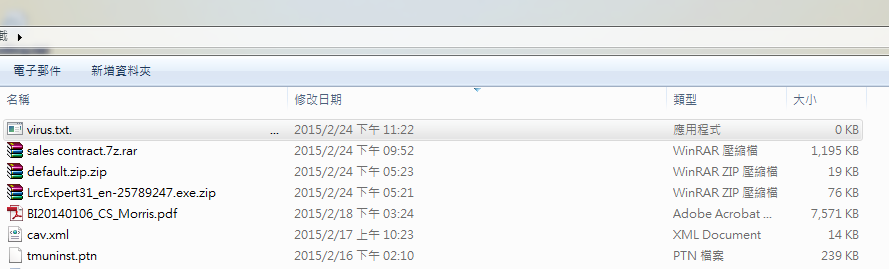 載
電子郵件 新增資料夾
名稱 修改日期 類型 大小
virus.txt. ... 2015/2/24 下午 11:22 應用程式 0 KB
sales contract.7z.rar 2015/2/24 下午 09:52 WinRAR 壓縮檔 1,195 KB
default.zip.zip 2015/2/24 下午 05:23 WinRAR ZIP 壓縮檔 19 KB
LrcExpert31_en-25789247.exe.zip 2015/2/24 下午 05:21 WinRAR ZIP 壓縮檔 76 KB
BI20140106_CS_Morris.pdf 2015/2/18 下午 03:24 Adobe Acrobat ... 7,571 KB
cav.xml 2015/2/17 上午 10:23 XML Document 14 KB
tmuninst.ptn 2015/2/16 下午 02:10 PTN 檔案 239 KB